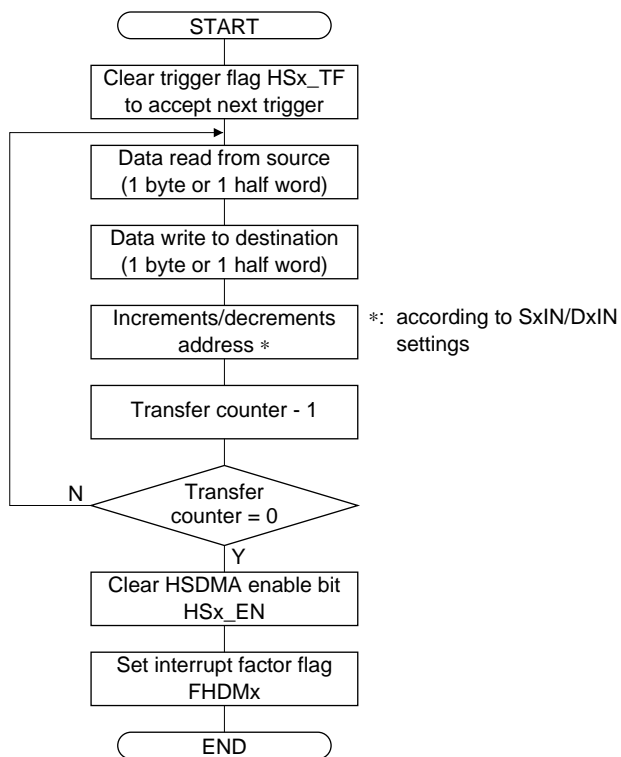 START
Clear trigger flag HSx_TF
to accept next trigger
Data read from source
(1 byte or 1 half word)
Data write to destination
(1 byte or 1 half word)
Increments/decrements
address ∗
∗: according to SxIN/DxIN
settings
Transfer counter - 1
N
Transfer
counter = 0
Y
Clear HSDMA enable bit
HSx_EN
Set interrupt factor flag
FHDMx
END